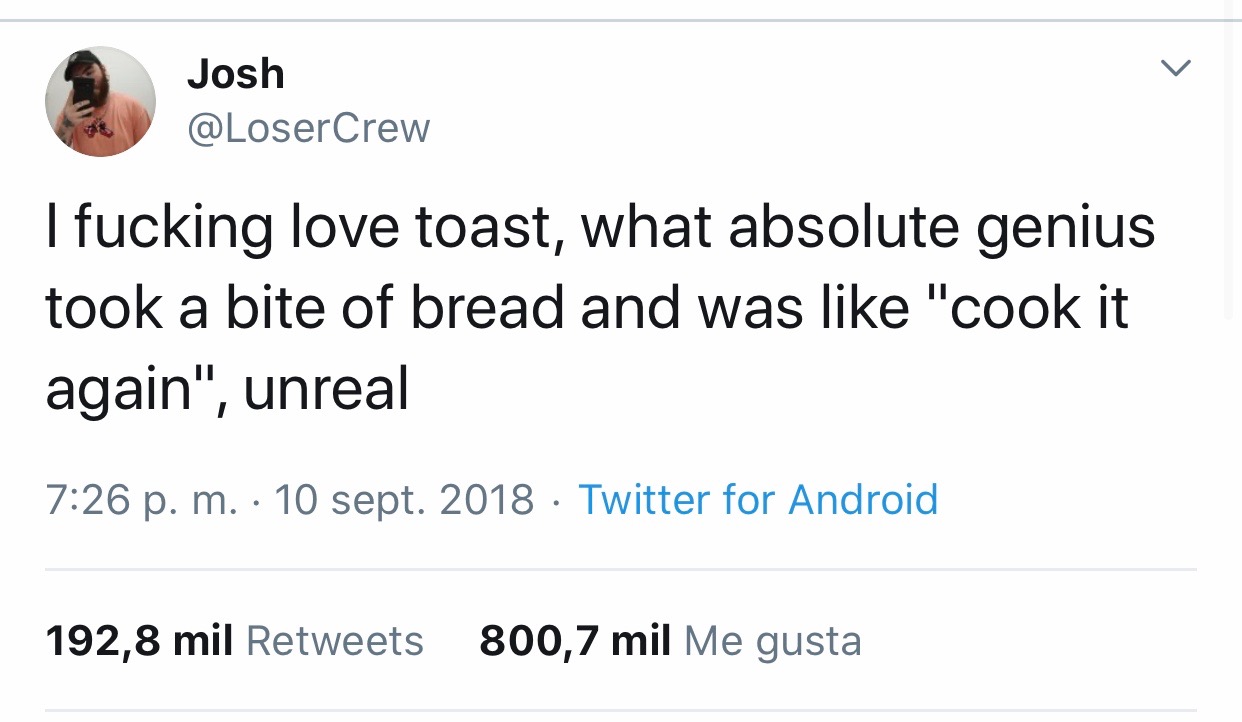 Josh
@LoserCrew
I fucking love toast, what absolute genius
took a bite of bread and was like "cook it
again", unreal
7:26 p. m. · 10 sept. 2018 · Twitter for Android
192,8 mil Retweets 800,7 mil Me gusta